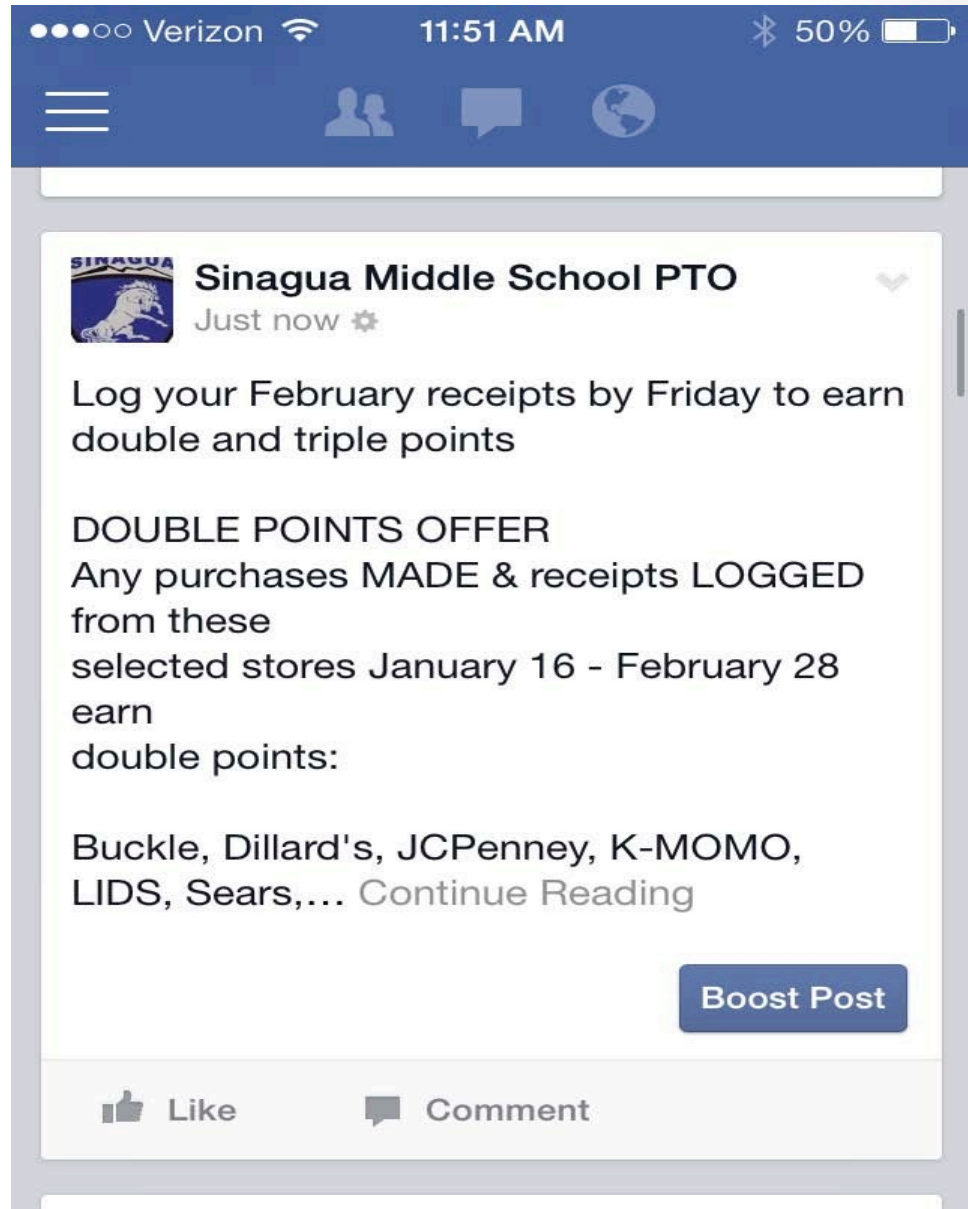 Verizon 11:51 AM 50%
SINAGUA
Sinagua Middle School PTO
Just now
Log your February receipts by Friday to earn
double and triple points
DOUBLE POINTS OFFER
Any purchases MADE & receipts LOGGED
from these
selected stores January 16 - February 28
earn
double points:
Buckle, Dillard's, JCPenney, K-MOMO,
LIDS, Sears,... Continue Reading
Boost Post
Like Comment